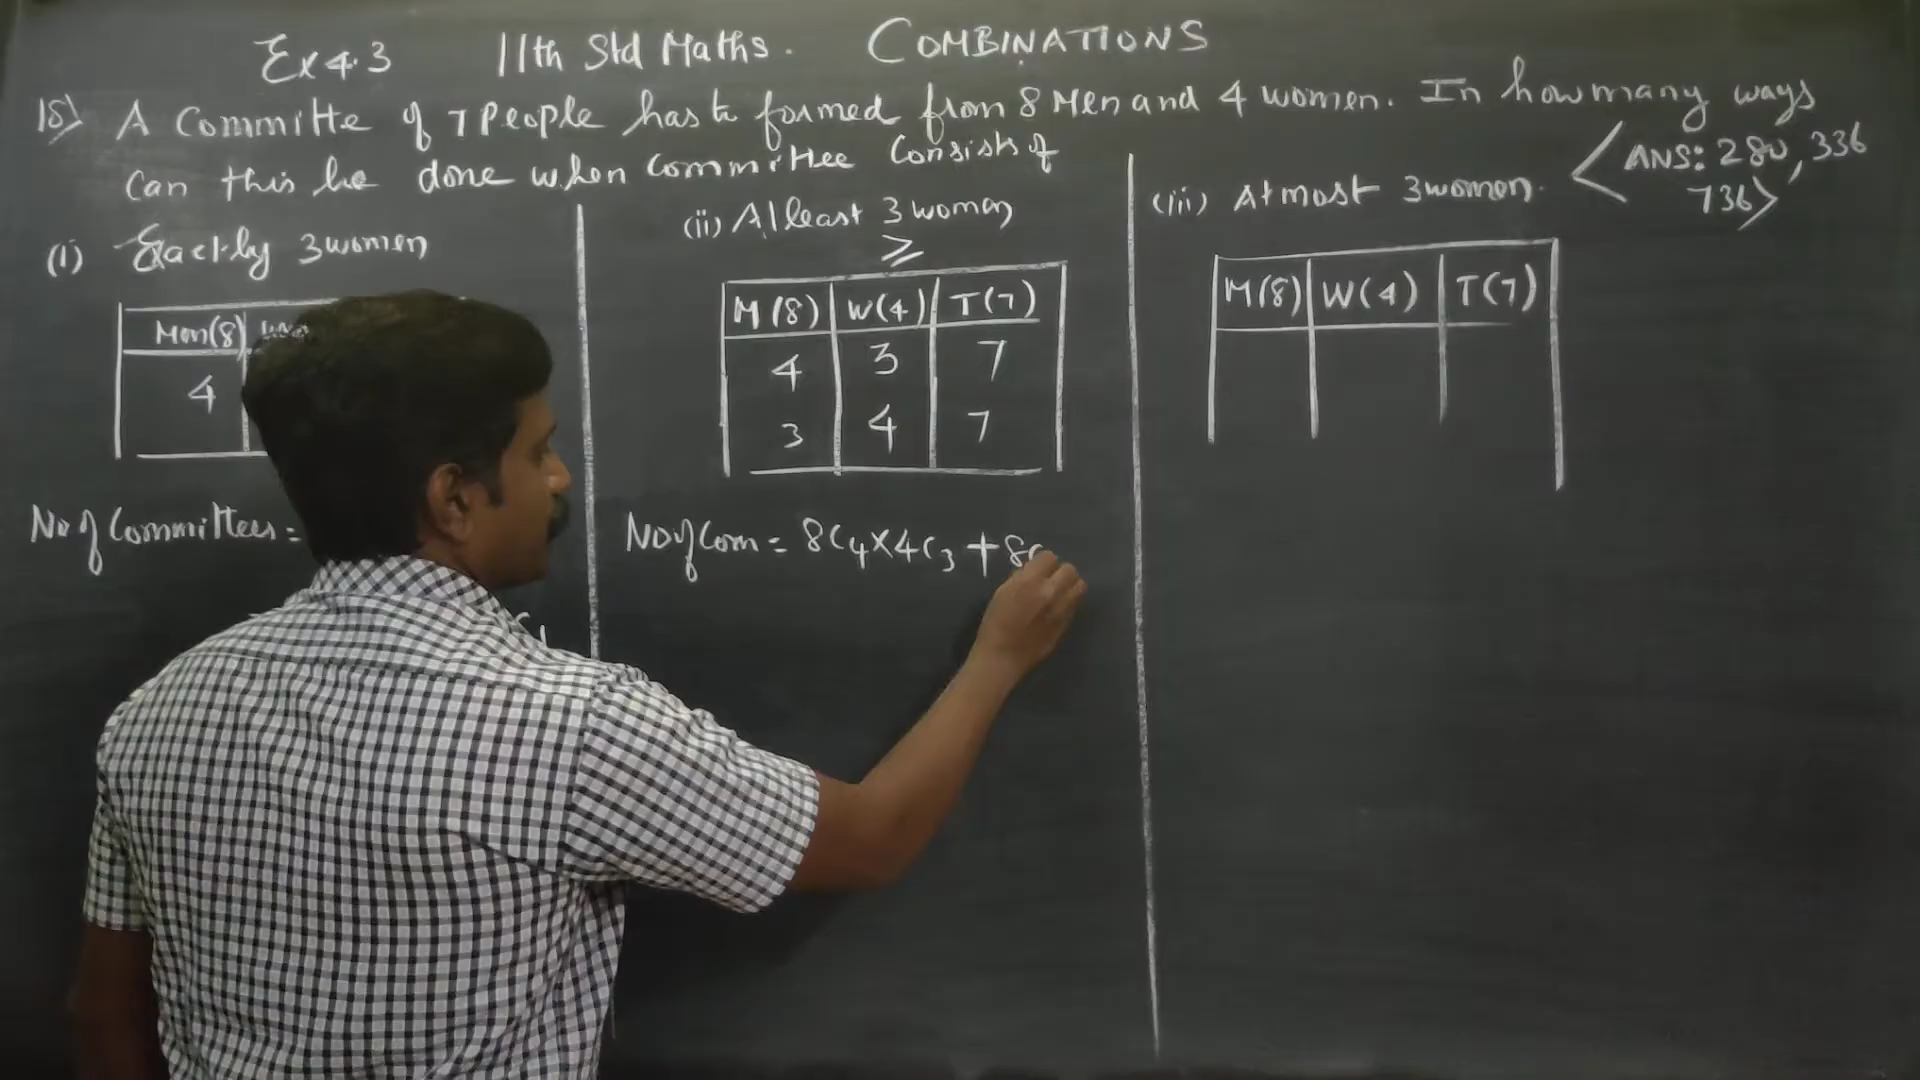 Ex 4.3 11th Std Maths. COMBINATIONS
18) A Committe of 7 People has to formed from 8 Men and 4 women. In how many ways
can this be done when committee consists of
<ANS: 280, 336
736>
(i) Exactly 3 women
Men(8)
4
No of Committees =
(ii) Atleast 3 women
≥
M(8) W(4) T(7)
4 3 7
3 4 7
No of Com = 8C4 × 4C3 + 8C
(iii) Atmost 3 women.
M(8) W(4) T(7)